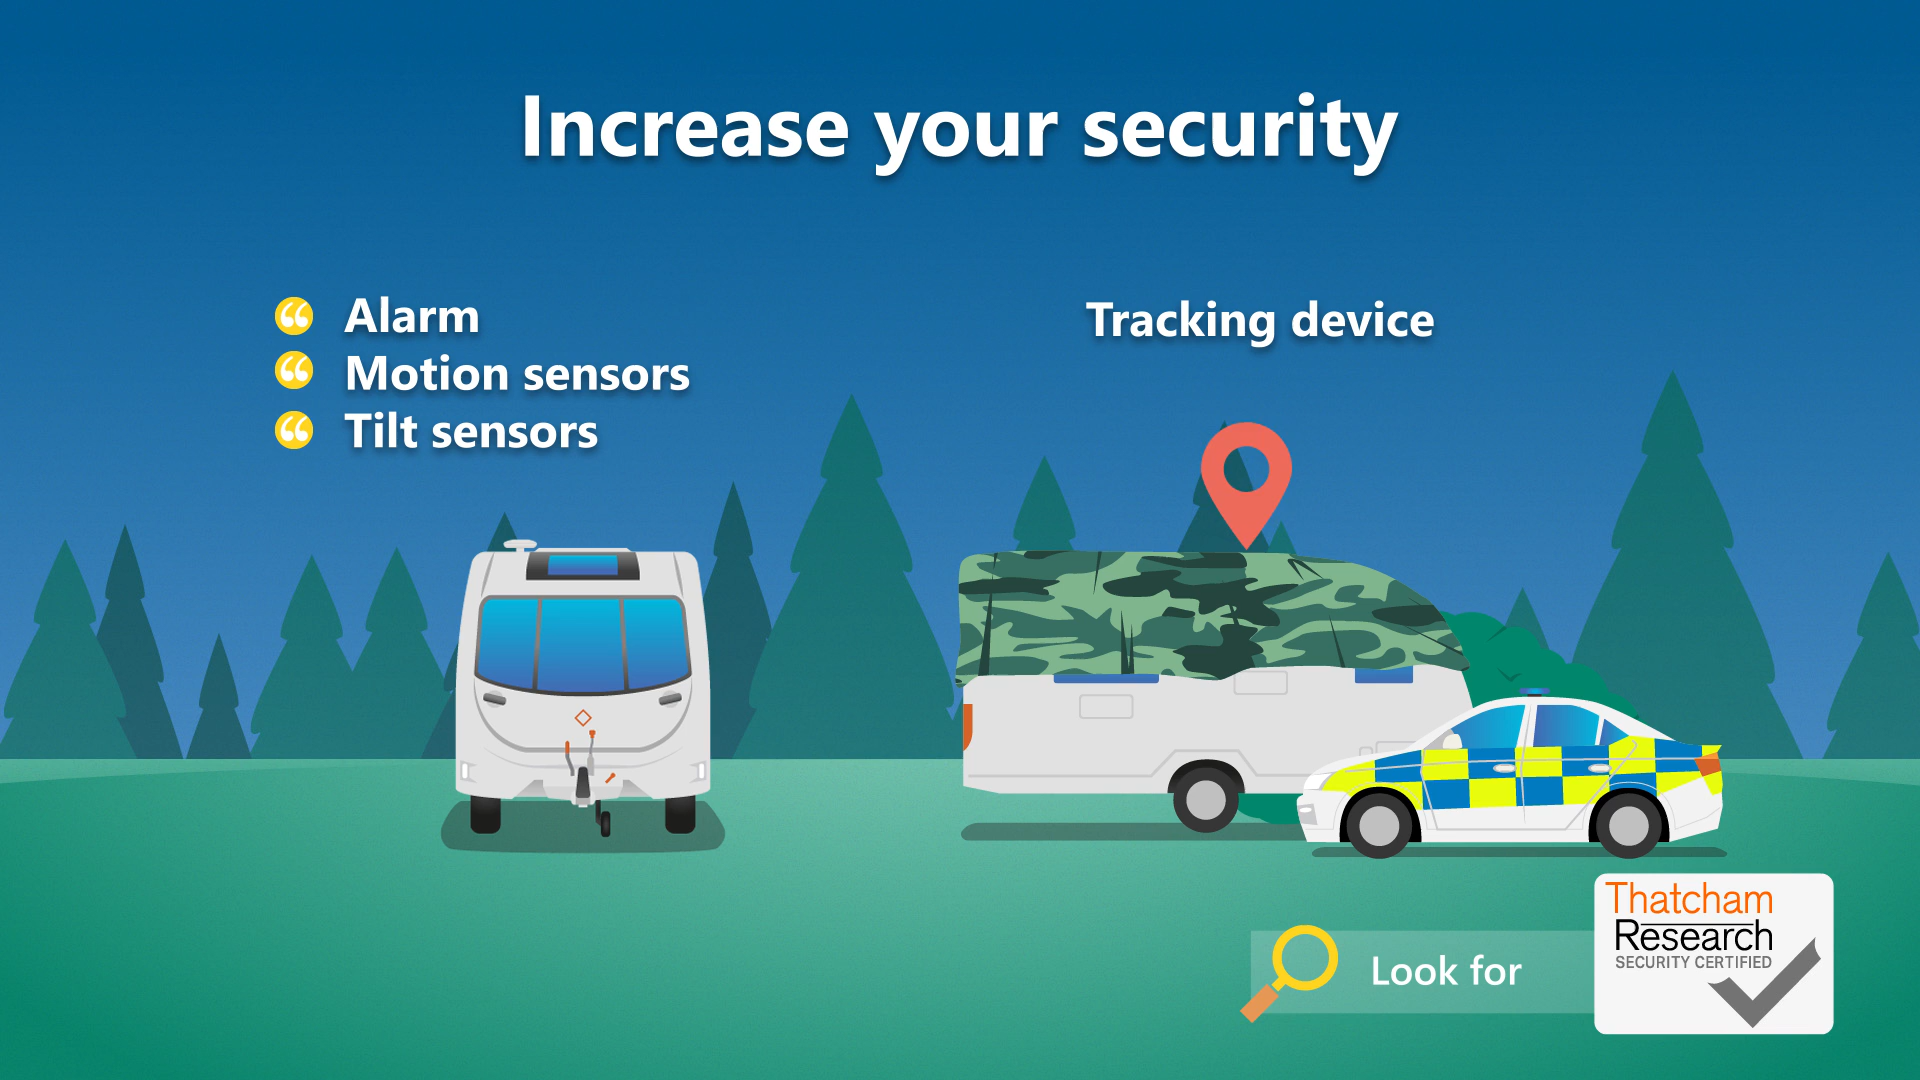 Increase your security
Alarm
Motion sensors
Tilt sensors
Tracking device
Look for
Thatcham
Research
SECURITY CERTIFIED